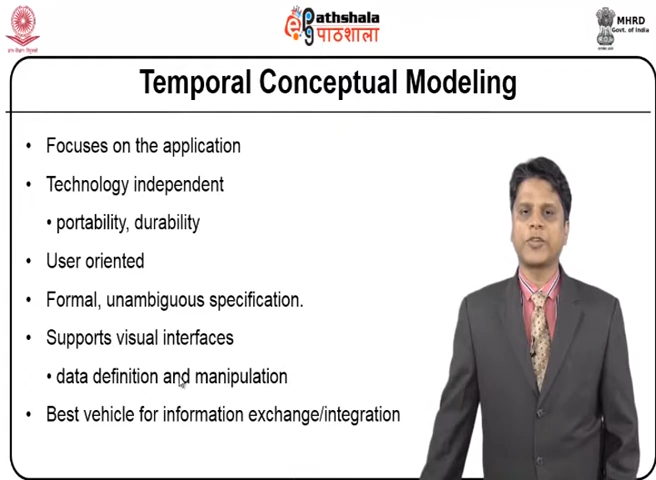 Pathshala
पाठशाला
MHRD
Govt. of India
Temporal Conceptual Modeling
• Focuses on the application
• Technology independent
• portability, durability
• User oriented
• Formal, unambiguous specification.
• Supports visual interfaces
• data definition and manipulation
• Best vehicle for information exchange/integration